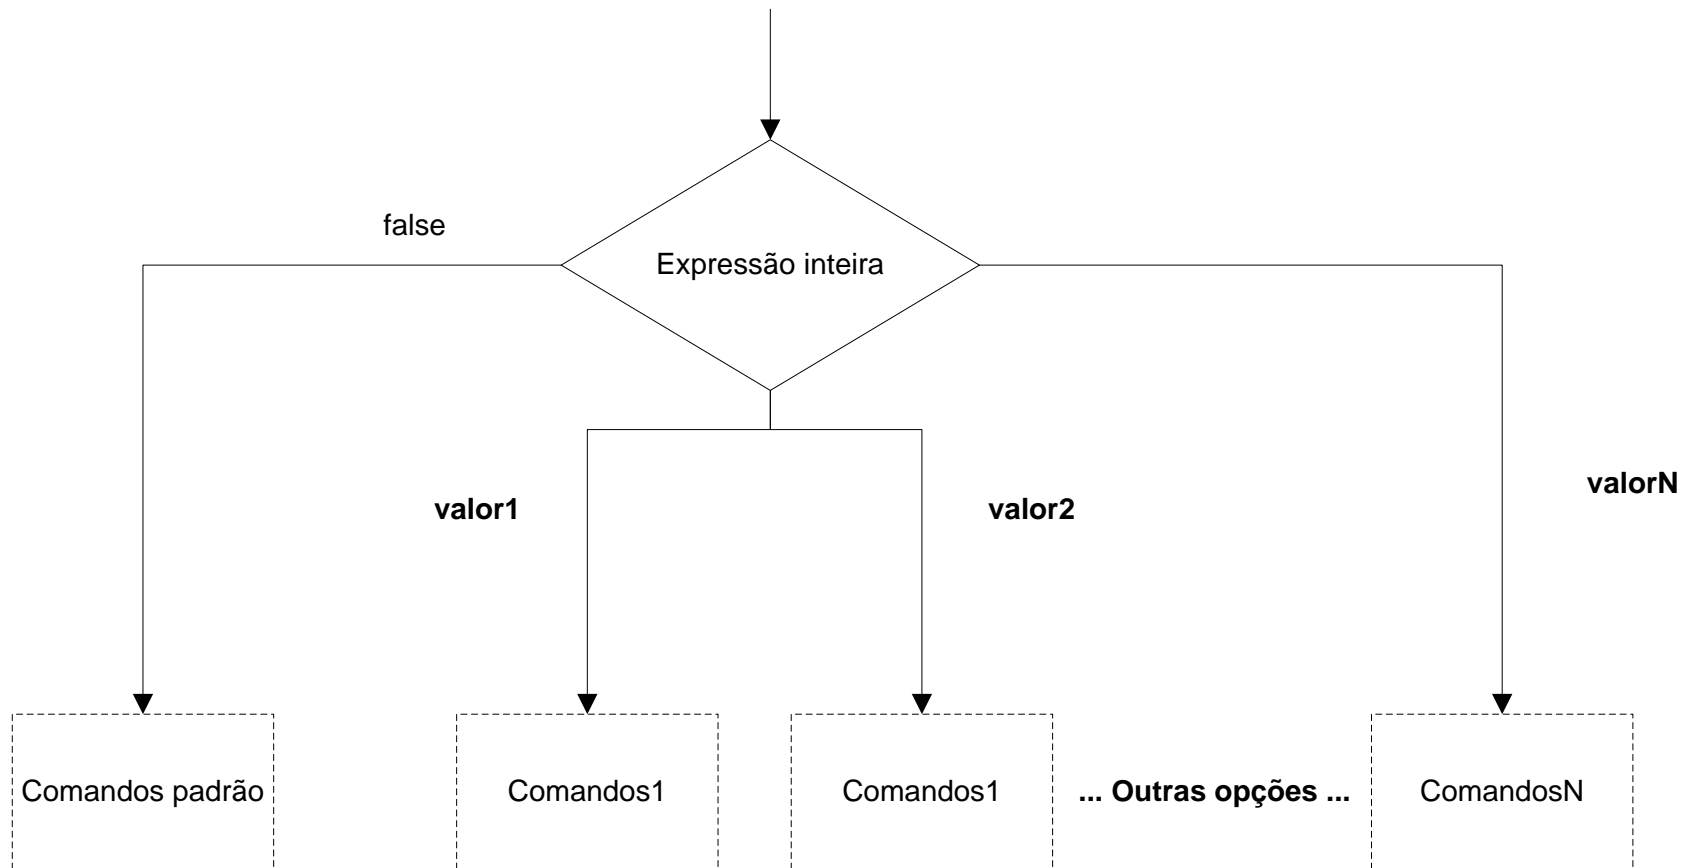 false
Expressão inteira
valor1
valor2
valorN
Comandos padrão
Comandos1
Comandos1
... Outras opções ...
ComandosN